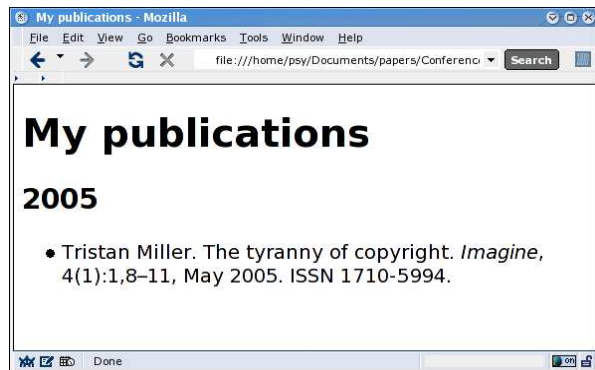 My publications - Mozilla
File Edit View Go Bookmarks Tools Window Help
file:///home/psy/Documents/papers/Conferenc Search
My publications
2005
• Tristan Miller. The tyranny of copyright. Imagine,
4(1):1,8–11, May 2005. ISSN 1710-5994.
Done on